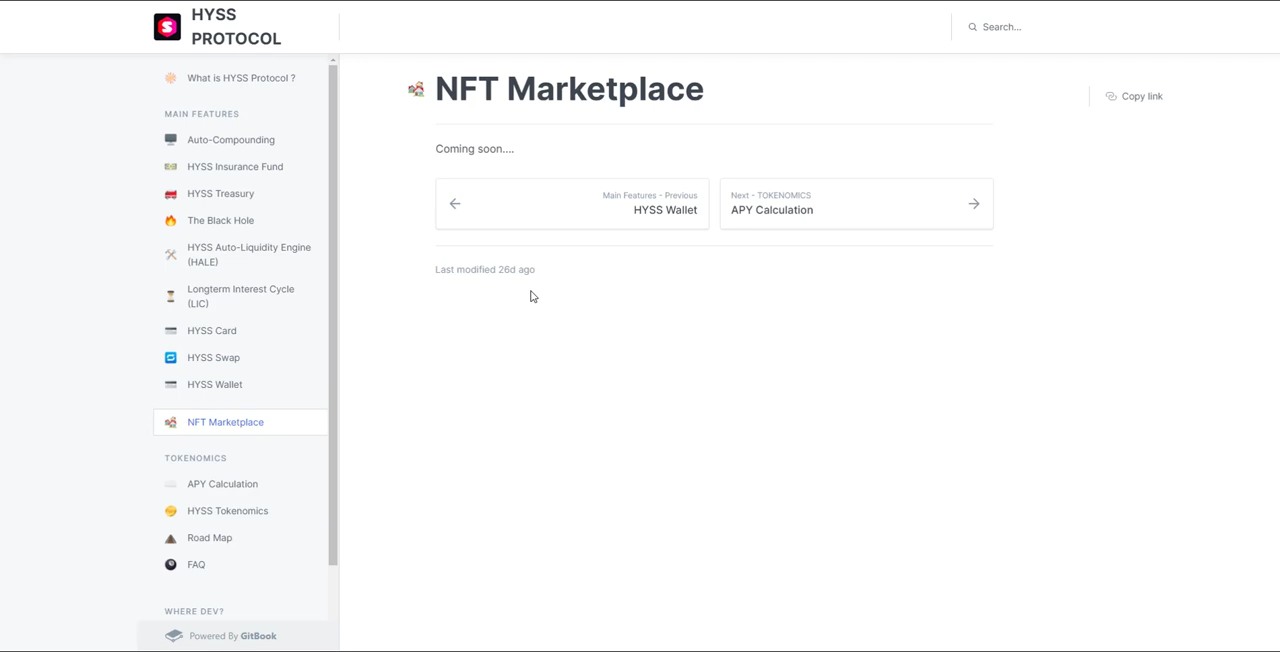 HYSS
PROTOCOL
Search...
What is HYSS Protocol ?
MAIN FEATURES
Auto-Compounding
HYSS Insurance Fund
HYSS Treasury
The Black Hole
HYSS Auto-Liquidity Engine
(HALE)
Longterm Interest Cycle
(LIC)
HYSS Card
HYSS Swap
HYSS Wallet
NFT Marketplace
TOKENOMICS
APY Calculation
HYSS Tokenomics
Road Map
FAQ
WHERE DEV?
Powered By GitBook
NFT Marketplace
Copy link
Coming soon....
Main Features - Previous
HYSS Wallet
Next - TOKENOMICS
APY Calculation
Last modified 26d ago